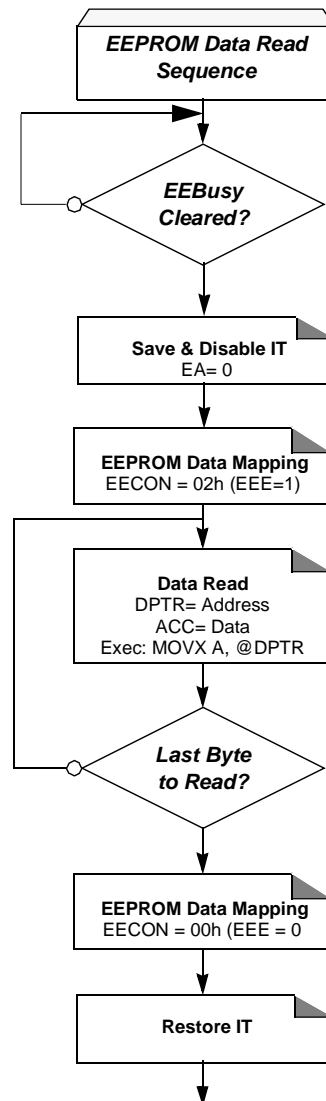 EEPROM Data Read
Sequence
EEBusy
Cleared?
Save & Disable IT
EA= 0
EEPROM Data Mapping
EECON = 02h (EEE=1)
Data Read
DPTR= Address
ACC= Data
Exec: MOVX A, @DPTR
Last Byte
to Read?
EEPROM Data Mapping
EECON = 00h (EEE = 0
Restore IT